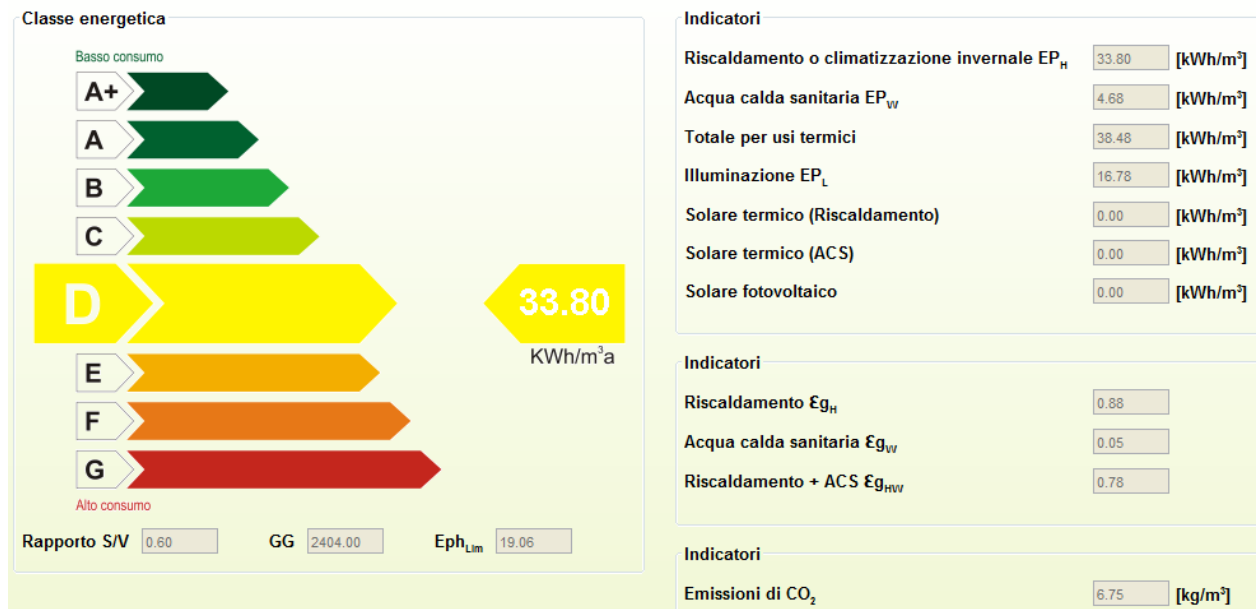 Classe energetica
Basso consumo
A+
A
B
C
D
33.80
KWh/m³a
E
F
G
Alto consumo
Rapporto S/V 0.60 GG 2404.00 Eph_Lim 19.06
Indicatori
Riscaldamento o climatizzazione invernale EP_H 33.80 [kWh/m³]
Acqua calda sanitaria EP_W 4.68 [kWh/m³]
Totale per usi termici 38.48 [kWh/m³]
Illuminazione EP_L 16.78 [kWh/m³]
Solare termico (Riscaldamento) 0.00 [kWh/m³]
Solare termico (ACS) 0.00 [kWh/m³]
Solare fotovoltaico 0.00 [kWh/m³]
Indicatori
Riscaldamento Ɛg_H 0.88
Acqua calda sanitaria Ɛg_W 0.05
Riscaldamento + ACS Ɛg_HW 0.78
Indicatori
Emissioni di CO₂ 6.75 [kg/m³]